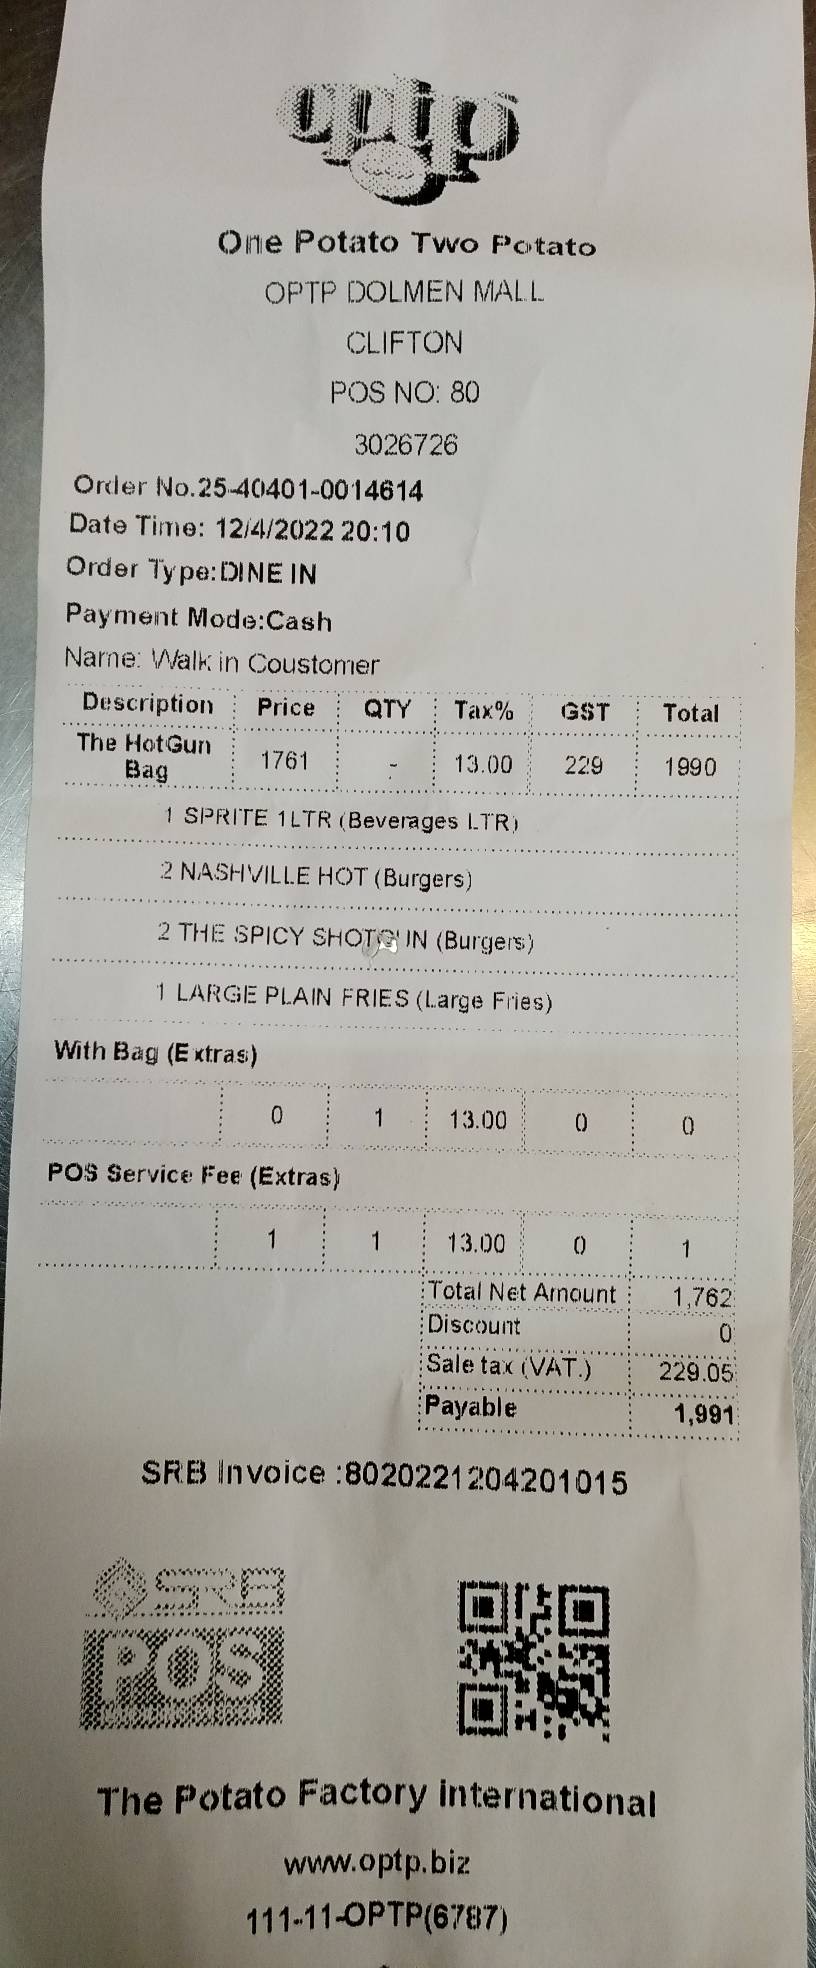 optp
One Potato Two Potato
OPTP DOLMEN MALL
CLIFTON
POS NO: 80
3026726
Order No.25-40401-0014614
Date Time: 12/4/2022 20:10
Order Type:DINE IN
Payment Mode:Cash
Name: Walk in Coustomer
Description Price QTY Tax% GST Total
The HotGun Bag 1761 - 13.00 229 1990
1 SPRITE 1LTR (Beverages LTR)
2 NASHVILLE HOT (Burgers)
2 THE SPICY SHOTGUN (Burgers)
1 LARGE PLAIN FRIES (Large Fries)
With Bag (Extras)
0 1 13.00 0 0
POS Service Fee (Extras)
1 1 13.00 0 1
Total Net Amount 1,762
Discount 0
Sale tax (VAT.) 229.05
Payable 1,991
SRB Invoice :8020221204201015
SRB
POS
The Potato Factory international
www.optp.biz
111-11-OPTP(6787)